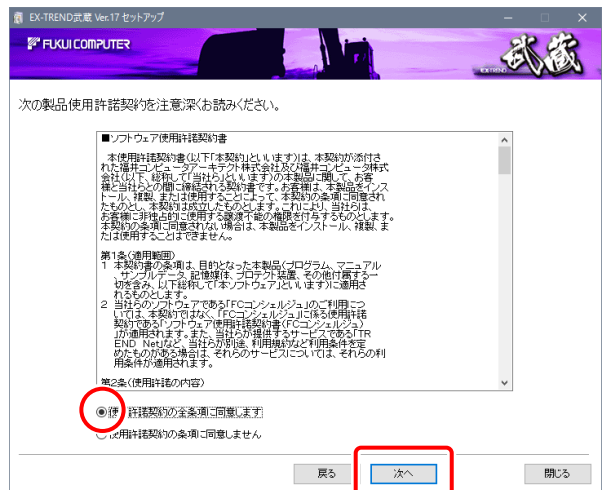 EX-TREND武蔵 Ver.17 セットアップ
FUKUI COMPUTER
EX-TREND 武蔵
次の製品使用許諾契約を注意深くお読みください。
■ソフトウェア使用許諾契約書
本使用許諾契約書(以下「本契約」といいます)は、本契約が添付さ
れた福井コンピュータアーキテクト株式会社及び福井コンピュータ株式
会社(以下、総称して「当社ら」といいます)の本製品に関して、お客
様と当社らとの間に締結される契約書です。お客様は、本製品をインス
トール、複製、または使用することによって、本契約の条項に同意され
たものとし、本契約は成立したものとします。これにより、当社らは、
お客様に非独占的に使用する譲渡不能の権限を付与するものとします。
本契約の条項に同意されない場合は、本製品をインストール、複製、ま
たは使用することはできません。
第1条(適用範囲)
1 本契約書の条項は、目的となった本製品(プログラム、マニュアル
、サンプルデータ、記憶媒体、プロテクト装置、その他付属する一
切を含み、以下総称して「本ソフトウェア」といいます)に適用さ
れるものとします。
2 当社らのソフトウェアである「FCコンシェルジュ」のご利用につ
いては、本契約ではなく、「FCコンシェルジュ」に係る使用許諾
契約である「ソフトウェア使用許諾契約書(FCコンシェルジュ)
」が適用されます。また、当社らが提供するサービスである「TR
END Net」など、当社らが別途、利用規約など利用条件を定
めたものがある場合は、それらのサービスについては、それらの利
用条件が適用されます。
第2条(使用許諾の内容)
使用許諾契約の全条項に同意します
使用許諾契約の条項に同意しません
戻る 次へ 閉じる